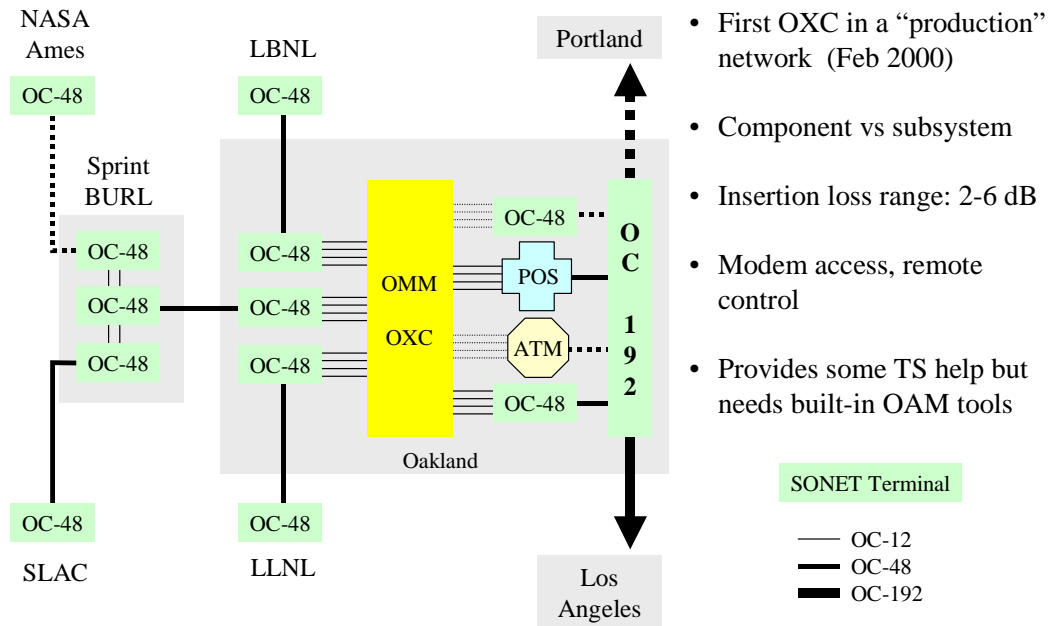 NASA
Ames
OC-48
LBNL
OC-48
Portland
Sprint
BURL
OC-48
OC-48
OC-48
OC-48
OC-48
OC-48
OMM
OXC
OC-48
POS
ATM
OC-48
O
C
1
9
2
Oakland
OC-48
SLAC
OC-48
LLNL
Los
Angeles
• First OXC in a “production”
network (Feb 2000)
• Component vs subsystem
• Insertion loss range: 2-6 dB
• Modem access, remote
control
• Provides some TS help but
needs built-in OAM tools
SONET Terminal
OC-12
OC-48
OC-192